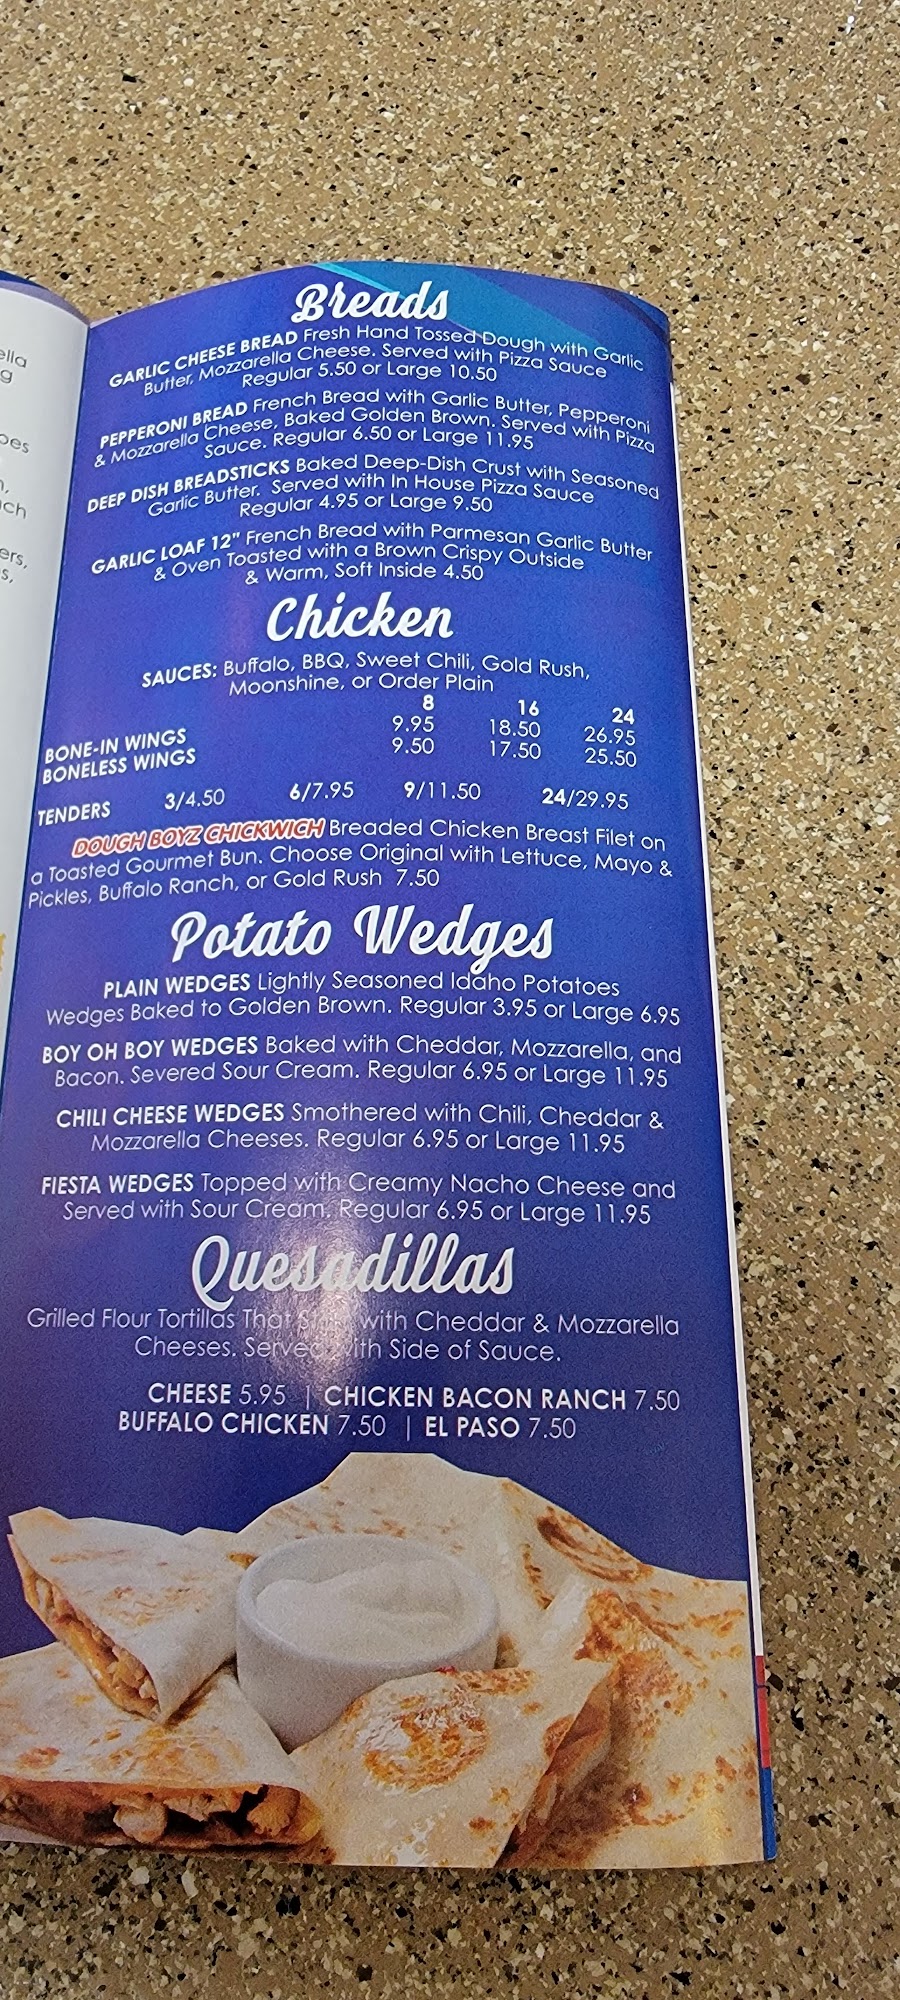 ella
g
pes
ch
ers,
s,
Breads
GARLIC CHEESE BREAD Fresh Hand Tossed Dough with Garlic
Butter, Mozzarella Cheese. Served with Pizza Sauce
Regular 5.50 or Large 10.50
PEPPERONI BREAD French Bread with Garlic Butter, Pepperoni
& Mozzarella Cheese, Baked Golden Brown. Served with Pizza
Sauce. Regular 6.50 or Large 11.95
DEEP DISH BREADSTICKS Baked Deep-Dish Crust with Seasoned
Garlic Butter. Served with In House Pizza Sauce
Regular 4.95 or Large 9.50
GARLIC LOAF 12" French Bread with Parmesan Garlic Butter
& Oven Toasted with a Brown Crispy Outside
& Warm, Soft Inside 4.50
Chicken
SAUCES: Buffalo, BBQ, Sweet Chili, Gold Rush,
Moonshine, or Order Plain
8 16 24
BONE-IN WINGS 9.95 18.50 26.95
BONELESS WINGS 9.50 17.50 25.50
TENDERS 3/4.50 6/7.95 9/11.50 24/29.95
DOUGH BOYZ CHICKWICH Breaded Chicken Breast Filet on
a Toasted Gourmet Bun. Choose Original with Lettuce, Mayo &
Pickles, Buffalo Ranch, or Gold Rush 7.50
Potato Wedges
PLAIN WEDGES Lightly Seasoned Idaho Potatoes
Wedges Baked to Golden Brown. Regular 3.95 or Large 6.95
BOY OH BOY WEDGES Baked with Cheddar, Mozzarella, and
Bacon. Severed Sour Cream. Regular 6.95 or Large 11.95
CHILI CHEESE WEDGES Smothered with Chili, Cheddar &
Mozzarella Cheeses. Regular 6.95 or Large 11.95
FIESTA WEDGES Topped with Creamy Nacho Cheese and
Served with Sour Cream. Regular 6.95 or Large 11.95
Quesadillas
Grilled Flour Tortillas That with Cheddar & Mozzarella
Cheeses. Served with Side of Sauce.
CHEESE 5.95 | CHICKEN BACON RANCH 7.50
BUFFALO CHICKEN 7.50 | EL PASO 7.50